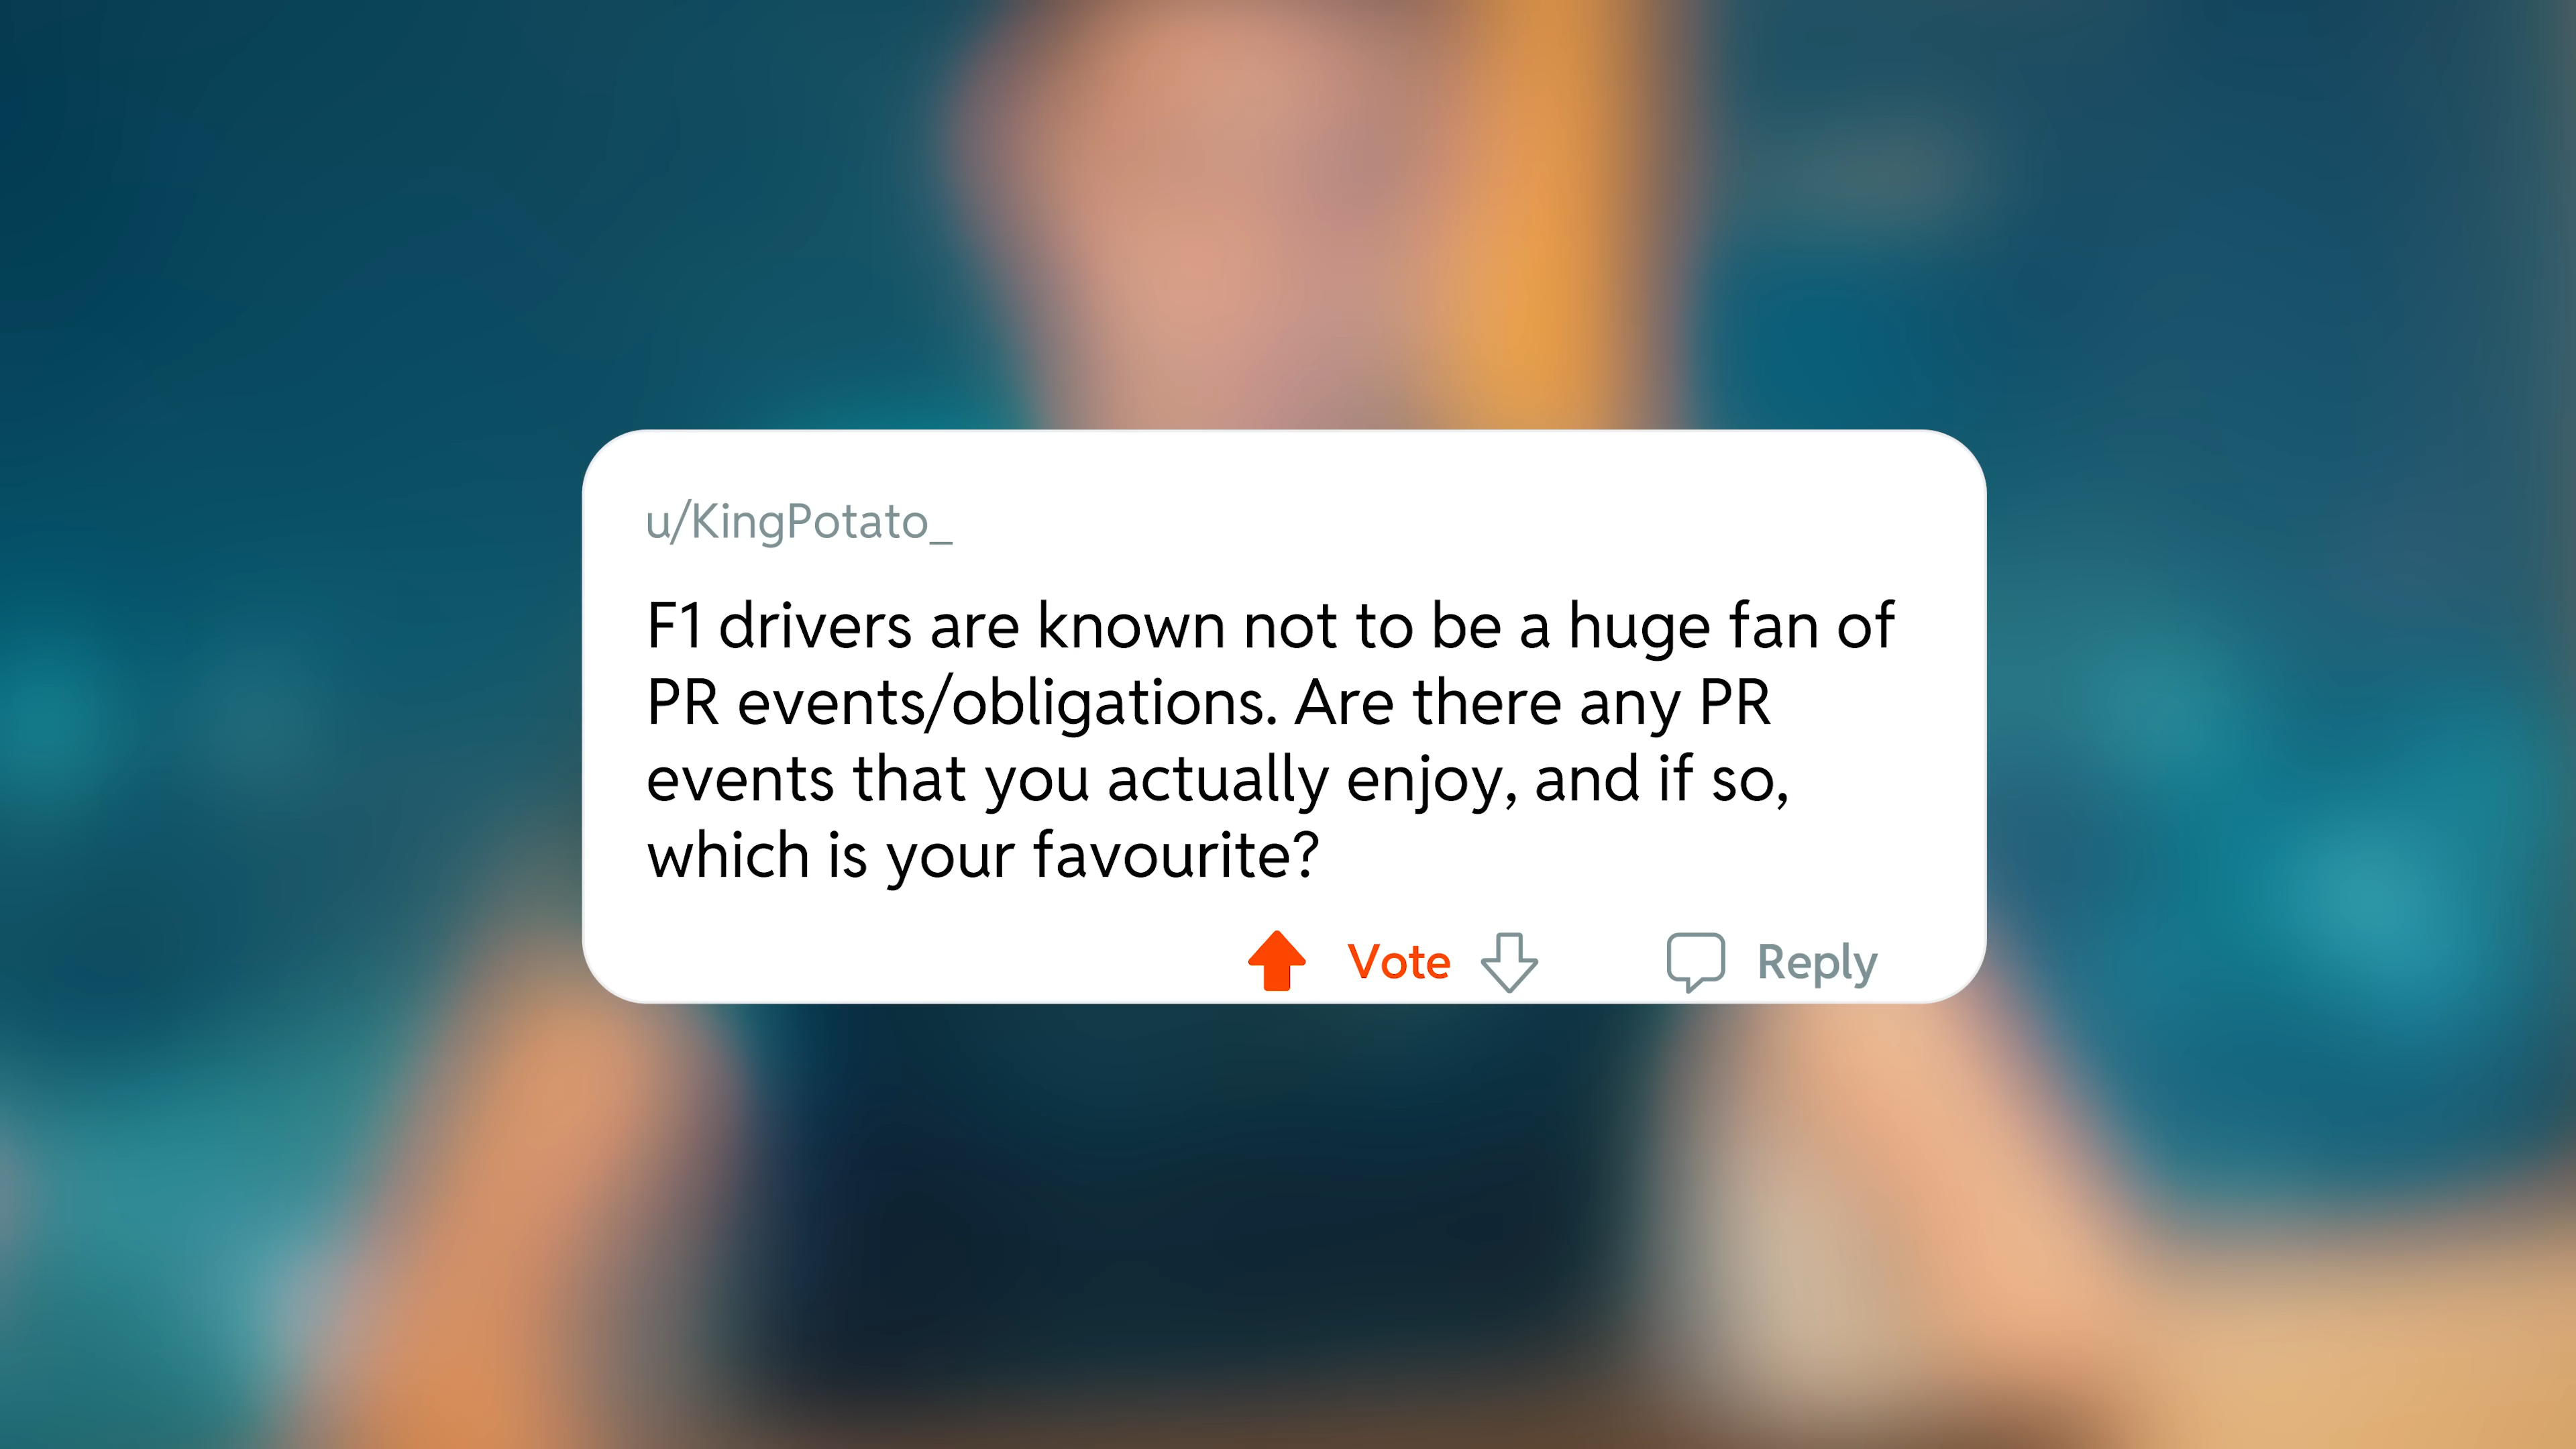 u/KingPotato_
F1 drivers are known not to be a huge fan of
PR events/obligations. Are there any PR
events that you actually enjoy, and if so,
which is your favourite?
Vote
Reply